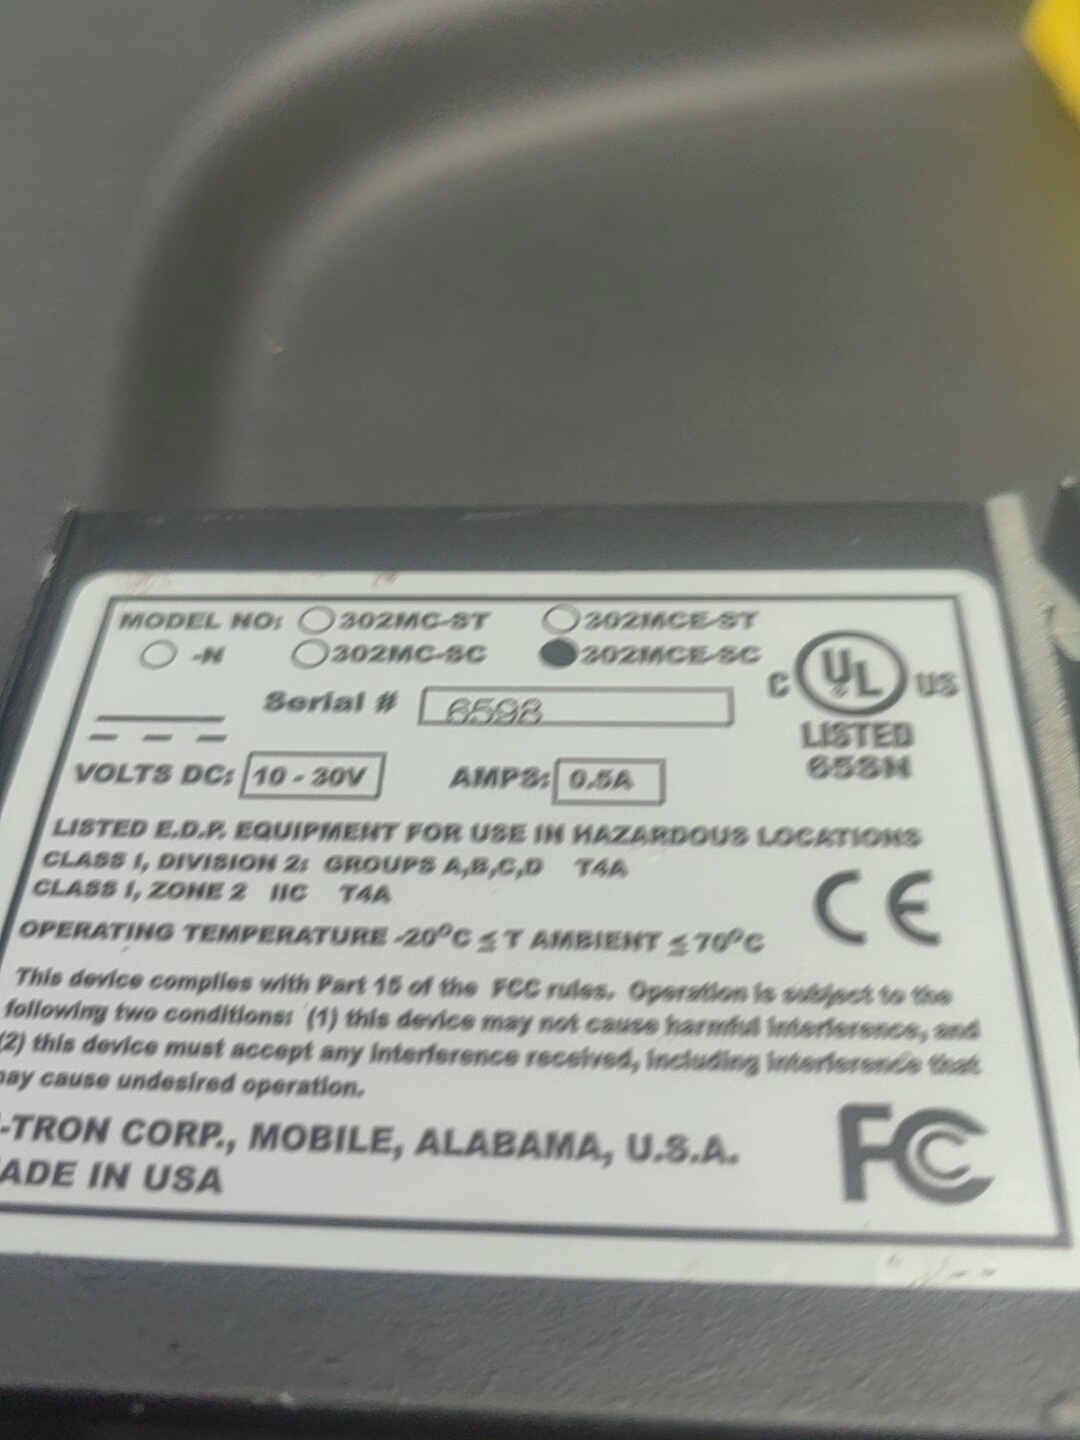 MODEL NO: 302MC-ST 302MCE-ST
-N 302MC-SC 302MCE-SC
Serial # 6598
C UL US
LISTED
653N
VOLTS DC: 10 - 30V AMPS: 0.5A
LISTED E.D.P. EQUIPMENT FOR USE IN HAZARDOUS LOCATIONS
CLASS I, DIVISION 2: GROUPS A,B,C,D T4A
CLASS I, ZONE 2 IIC T4A
CE
OPERATING TEMPERATURE -20°C ≤ T AMBIENT ≤ 70°C
This device complies with Part 15 of the FCC rules. Operation is subject to the
following two conditions: (1) this device may not cause harmful interference, and
(2) this device must accept any interference received, including interference that
may cause undesired operation.
-TRON CORP., MOBILE, ALABAMA, U.S.A.
ADE IN USA
FC